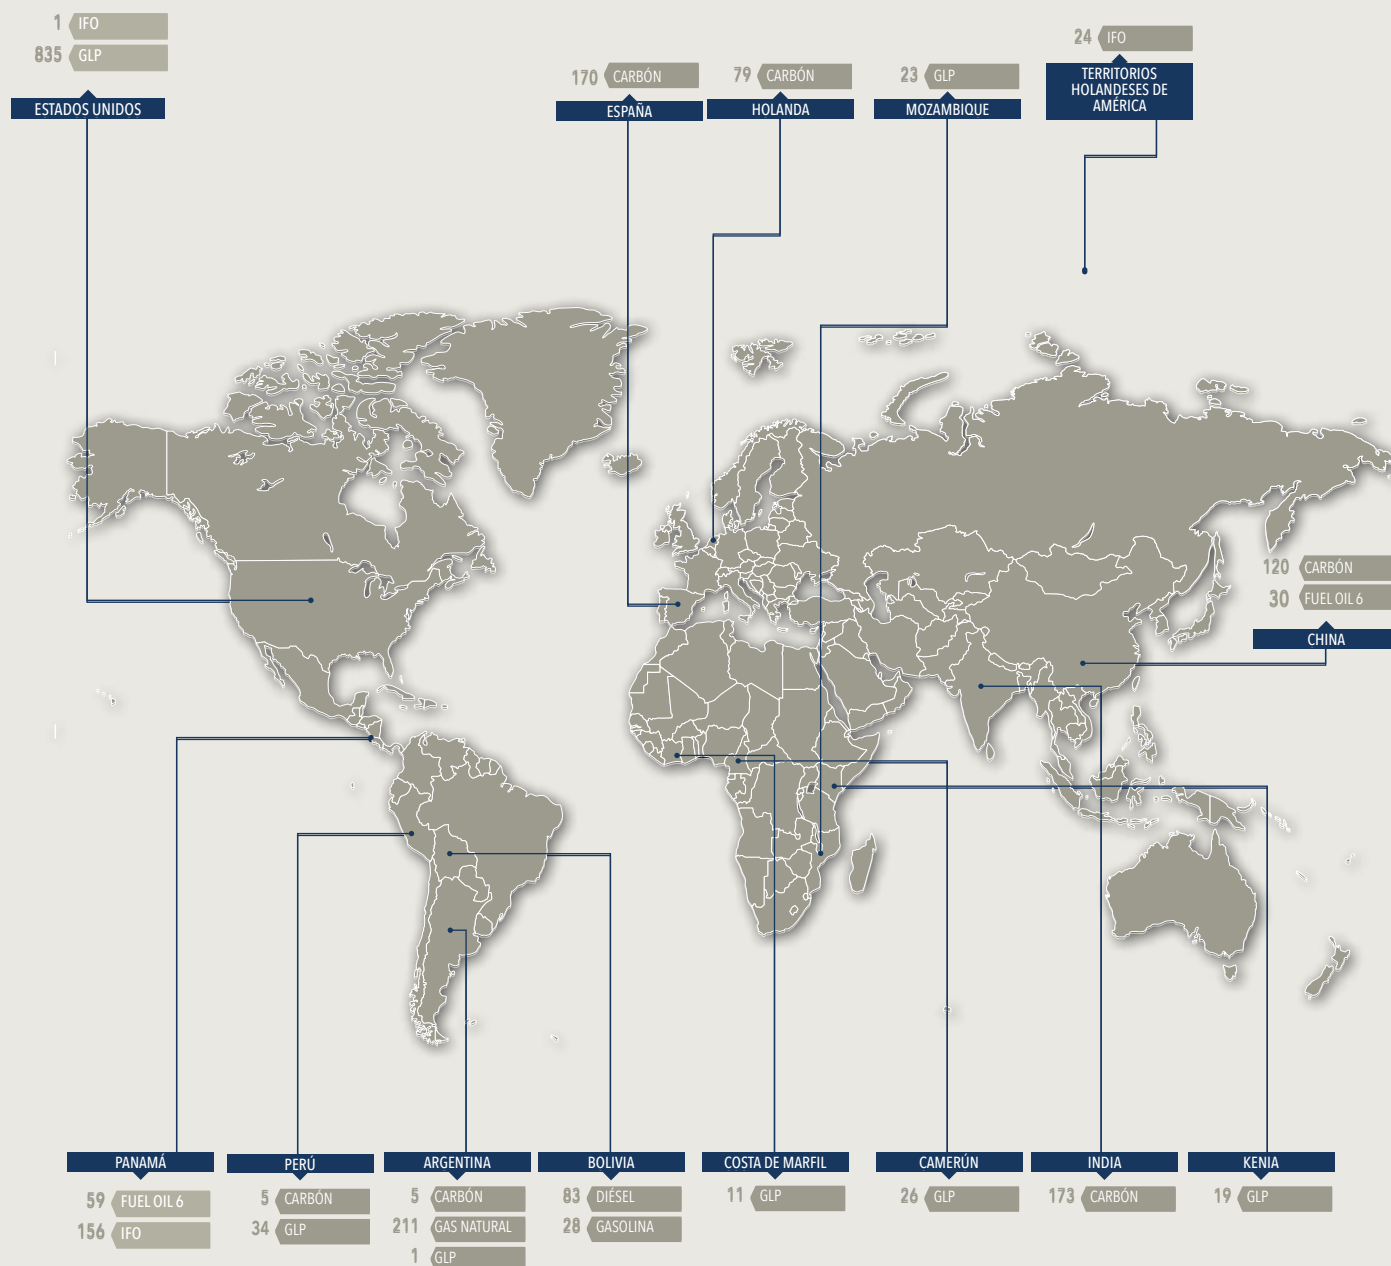 1 IFO
835 GLP
ESTADOS UNIDOS
170 CARBÓN
ESPAÑA
79 CARBÓN
HOLANDA
23 GLP
MOZAMBIQUE
24 IFO
TERRITORIOS
HOLANDESES DE
AMÉRICA
120 CARBÓN
30 FUEL OIL 6
CHINA
PANAMÁ
59 FUEL OIL 6
156 IFO
PERÚ
5 CARBÓN
34 GLP
ARGENTINA
5 CARBÓN
211 GAS NATURAL
1 GLP
BOLIVIA
83 DIÉSEL
28 GASOLINA
COSTA DE MARFIL
11 GLP
CAMERÚN
26 GLP
INDIA
173 CARBÓN
KENIA
19 GLP